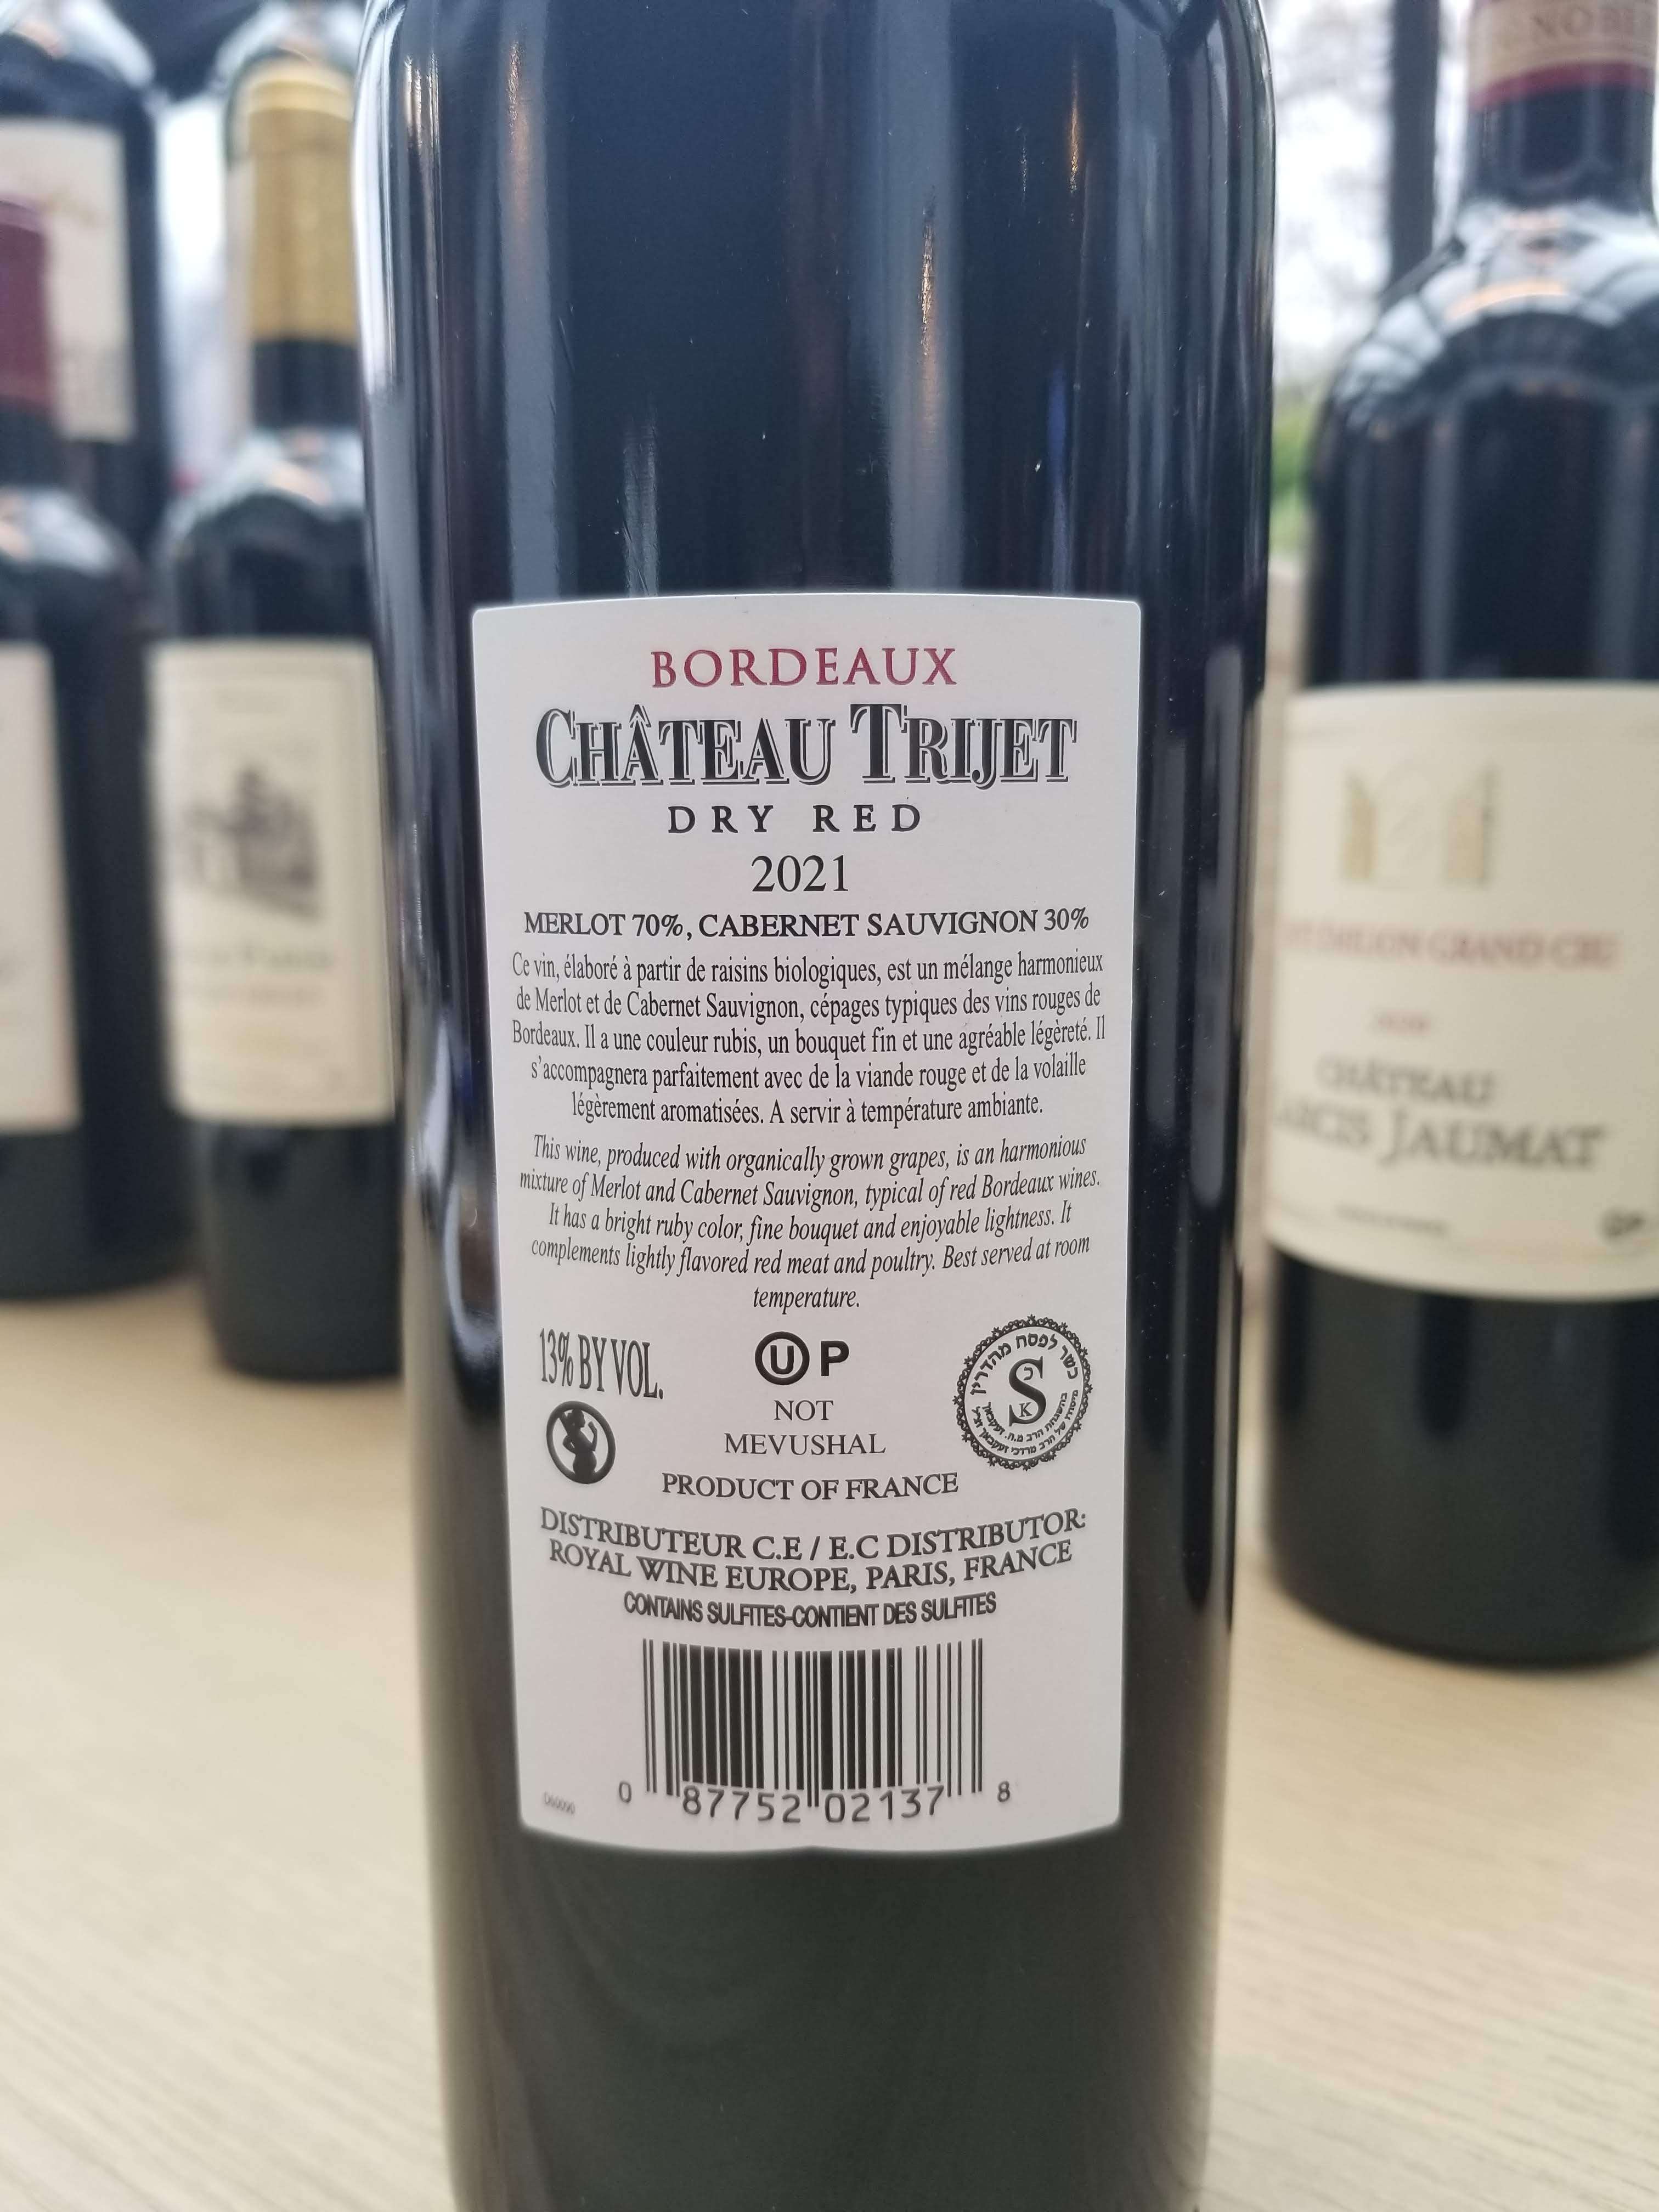 BORDEAUX
CHÂTEAU TRIJET
DRY RED
2021
MERLOT 70%, CABERNET SAUVIGNON 30%
Ce vin, élaboré à partir de raisins biologiques, est un mélange harmonieux
de Merlot et de Cabernet Sauvignon, cépages typiques des vins rouges de
Bordeaux. Il a une couleur rubis, un bouquet fin et une agréable légèreté. Il
s'accompagnera parfaitement avec de la viande rouge et de la volaille
légèrement aromatisées. A servir à température ambiante.
This wine, produced with organically grown grapes, is an harmonious
mixture of Merlot and Cabernet Sauvignon, typical of red Bordeaux wines.
It has a bright ruby color, fine bouquet and enjoyable lightness. It
complements lightly flavored red meat and poultry. Best served at room
temperature.
13% BY VOL.
U P
NOT
MEVUSHAL
כשר לפסח מהדרין
S
K
PRODUCT OF FRANCE
DISTRIBUTEUR C.E / E.C DISTRIBUTOR:
ROYAL WINE EUROPE, PARIS, FRANCE
CONTAINS SULFITES-CONTIENT DES SULFITES
0 87752 02137 8
GRAND CRU
CHÂTEAU
JAUMAT